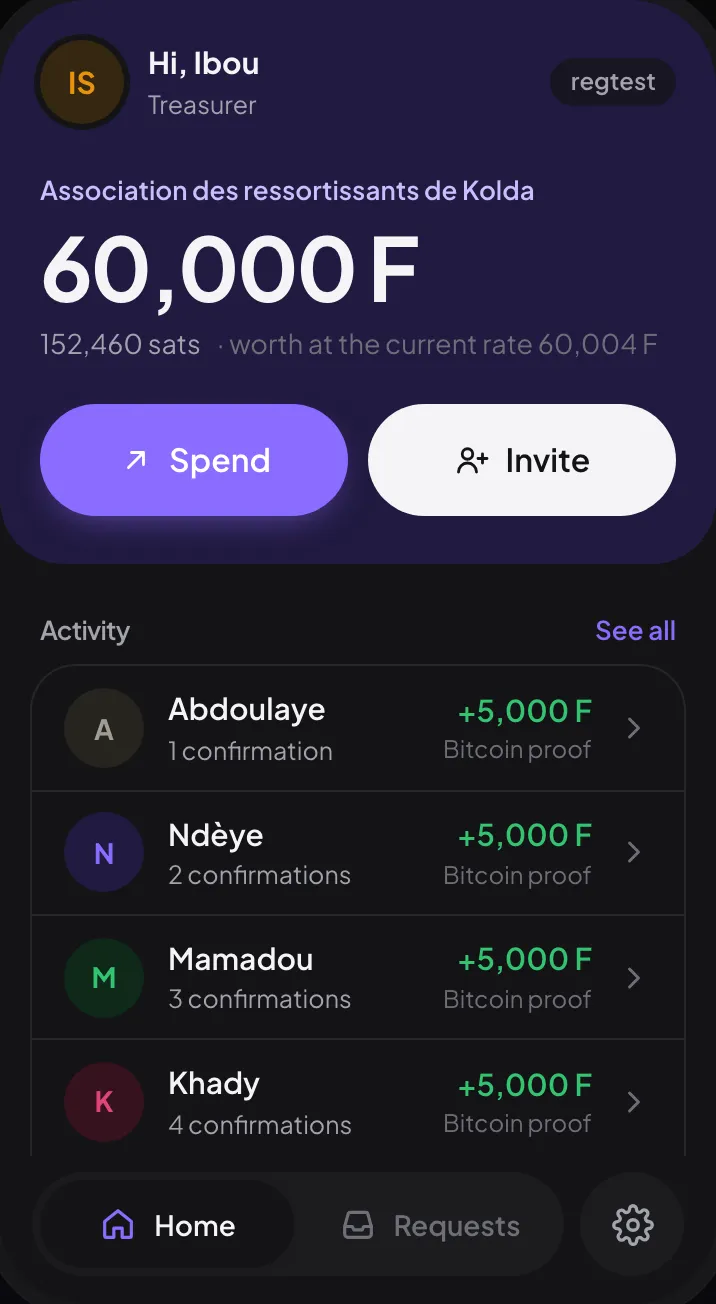 IS
Hi, Ibou
Treasurer
regtest
Association des ressortissants de Kolda
60,000 F
152,460 sats · worth at the current rate 60,004 F
Spend
Invite
Activity
See all
A
Abdoulaye
1 confirmation
+5,000 F
Bitcoin proof
N
Ndèye
2 confirmations
+5,000 F
Bitcoin proof
M
Mamadou
3 confirmations
+5,000 F
Bitcoin proof
K
Khady
4 confirmations
+5,000 F
Bitcoin proof
Home
Requests